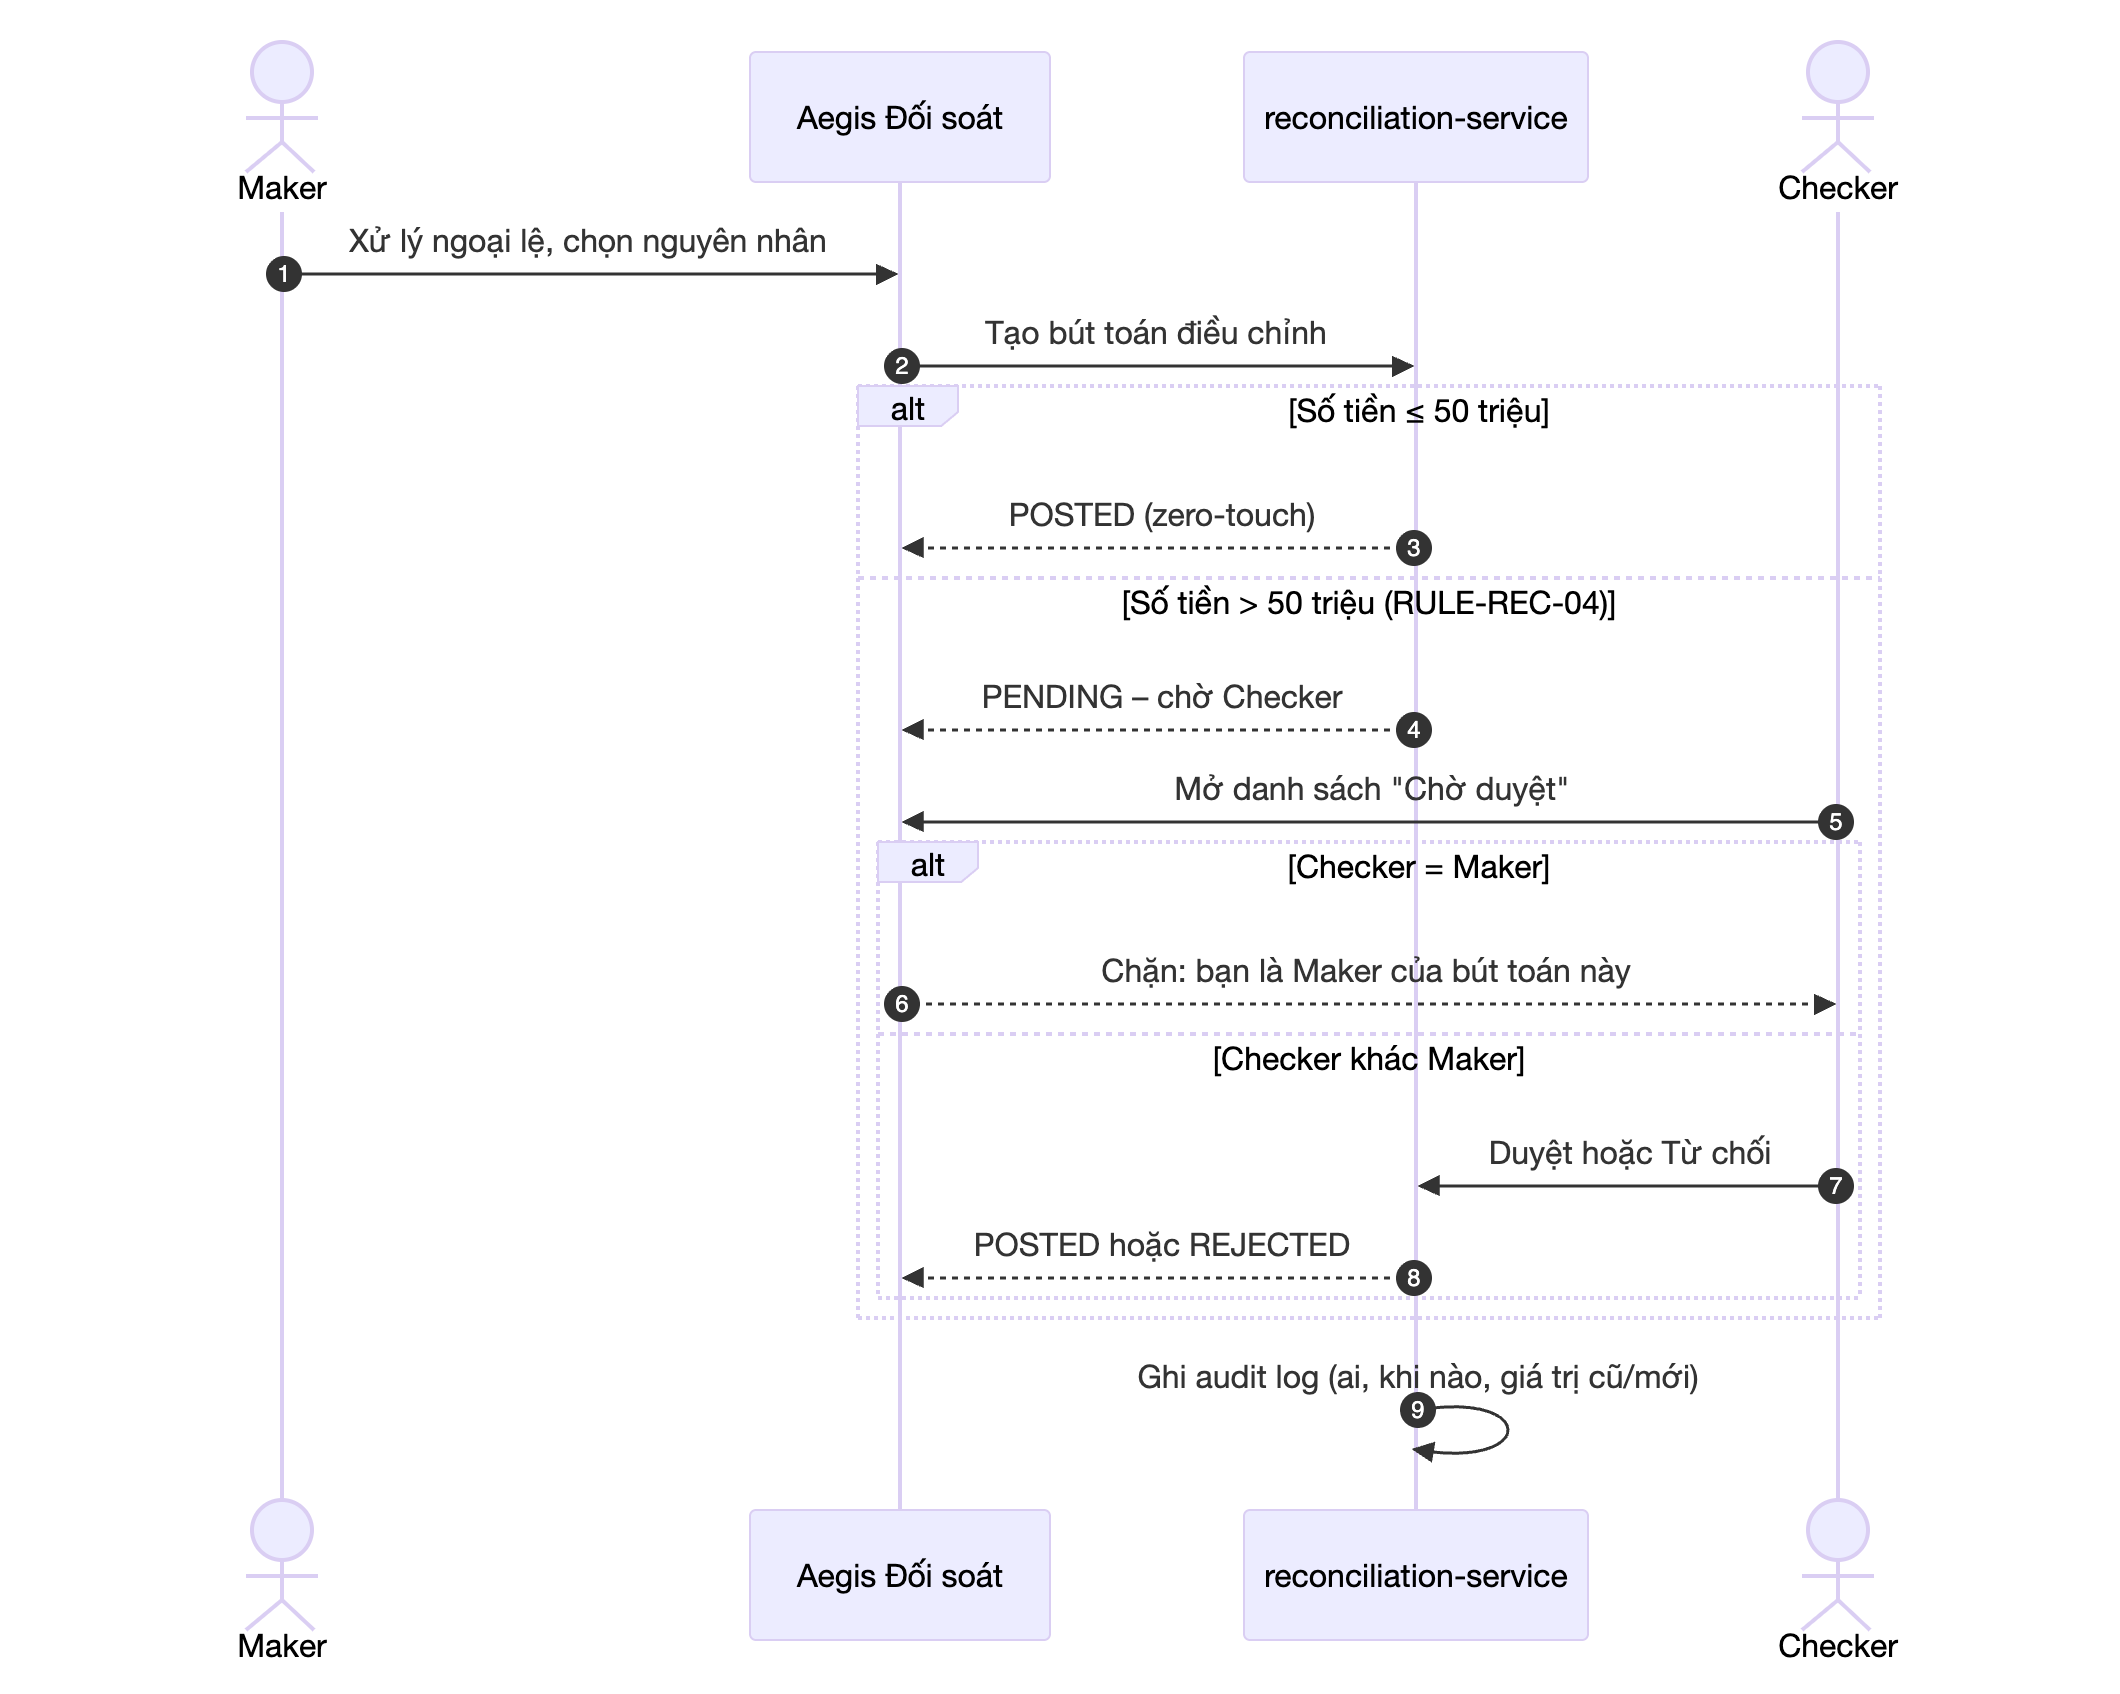 Maker
Aegis Đối soát
reconciliation-service
Checker
Xử lý ngoại lệ, chọn nguyên nhân
1
Tạo bút toán điều chỉnh
2
alt
[Số tiền ≤ 50 triệu]
POSTED (zero-touch)
3
[Số tiền > 50 triệu (RULE-REC-04)]
PENDING – chờ Checker
4
Mở danh sách "Chờ duyệt"
5
alt
[Checker = Maker]
Chặn: bạn là Maker của bút toán này
6
[Checker khác Maker]
Duyệt hoặc Từ chối
7
POSTED hoặc REJECTED
8
Ghi audit log (ai, khi nào, giá trị cũ/mới)
9
Maker
Aegis Đối soát
reconciliation-service
Checker